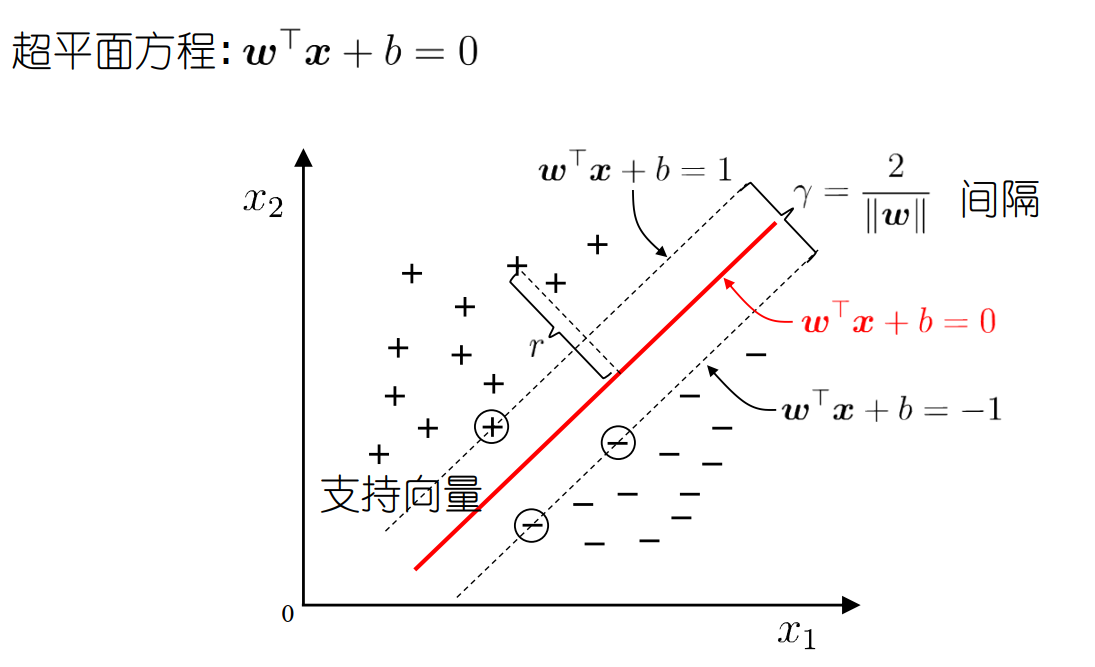 超平面方程: w⊤x + b = 0
w⊤x + b = 1
γ = 2/‖w‖ 间隔
x₂
w⊤x + b = 0
r
w⊤x + b = −1
支持向量
0
x₁